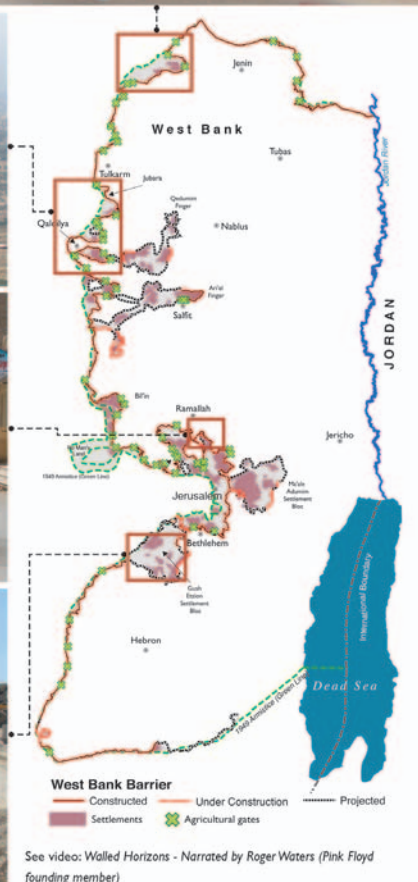 Jenin
West Bank
Tubas
Tulkarm
Jubara
Jordan River
Qalqilya
Qedumim
Finger
Nablus
Ari'el
Finger
Salfit
JORDAN
Bil'in
Ramallah
No Man's
Land
Jericho
1949 Armistice (Green Line)
Jerusalem
Ma'ale
Adumim
Settlement
Bloc
Bethlehem
Gush
Etzion
Settlement
Bloc
International Boundary
Hebron
Dead Sea
1949 Armistice (Green Line)
West Bank Barrier
Constructed
Under Construction
Projected
Settlements
Agricultural gates
See video: Walled Horizons - Narrated by Roger Waters (Pink Floyd
founding member)